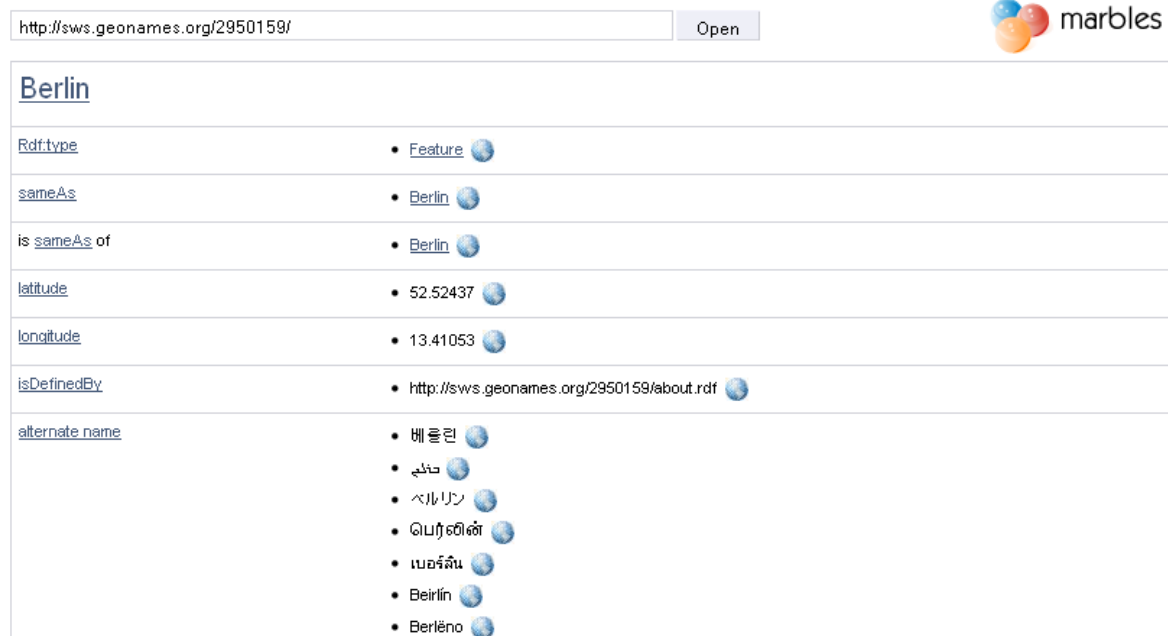 http://sws.geonames.org/2950159/ Open marbles
Berlin
Rdf:type Feature
sameAs Berlin
is sameAs of Berlin
latitude 52.52437
longitude 13.41053
isDefinedBy http://sws.geonames.org/2950159/about.rdf
alternate name 베를린
ベルリン
பெர்லின்
เบอร์ลิน
Beirlín
Berlëno